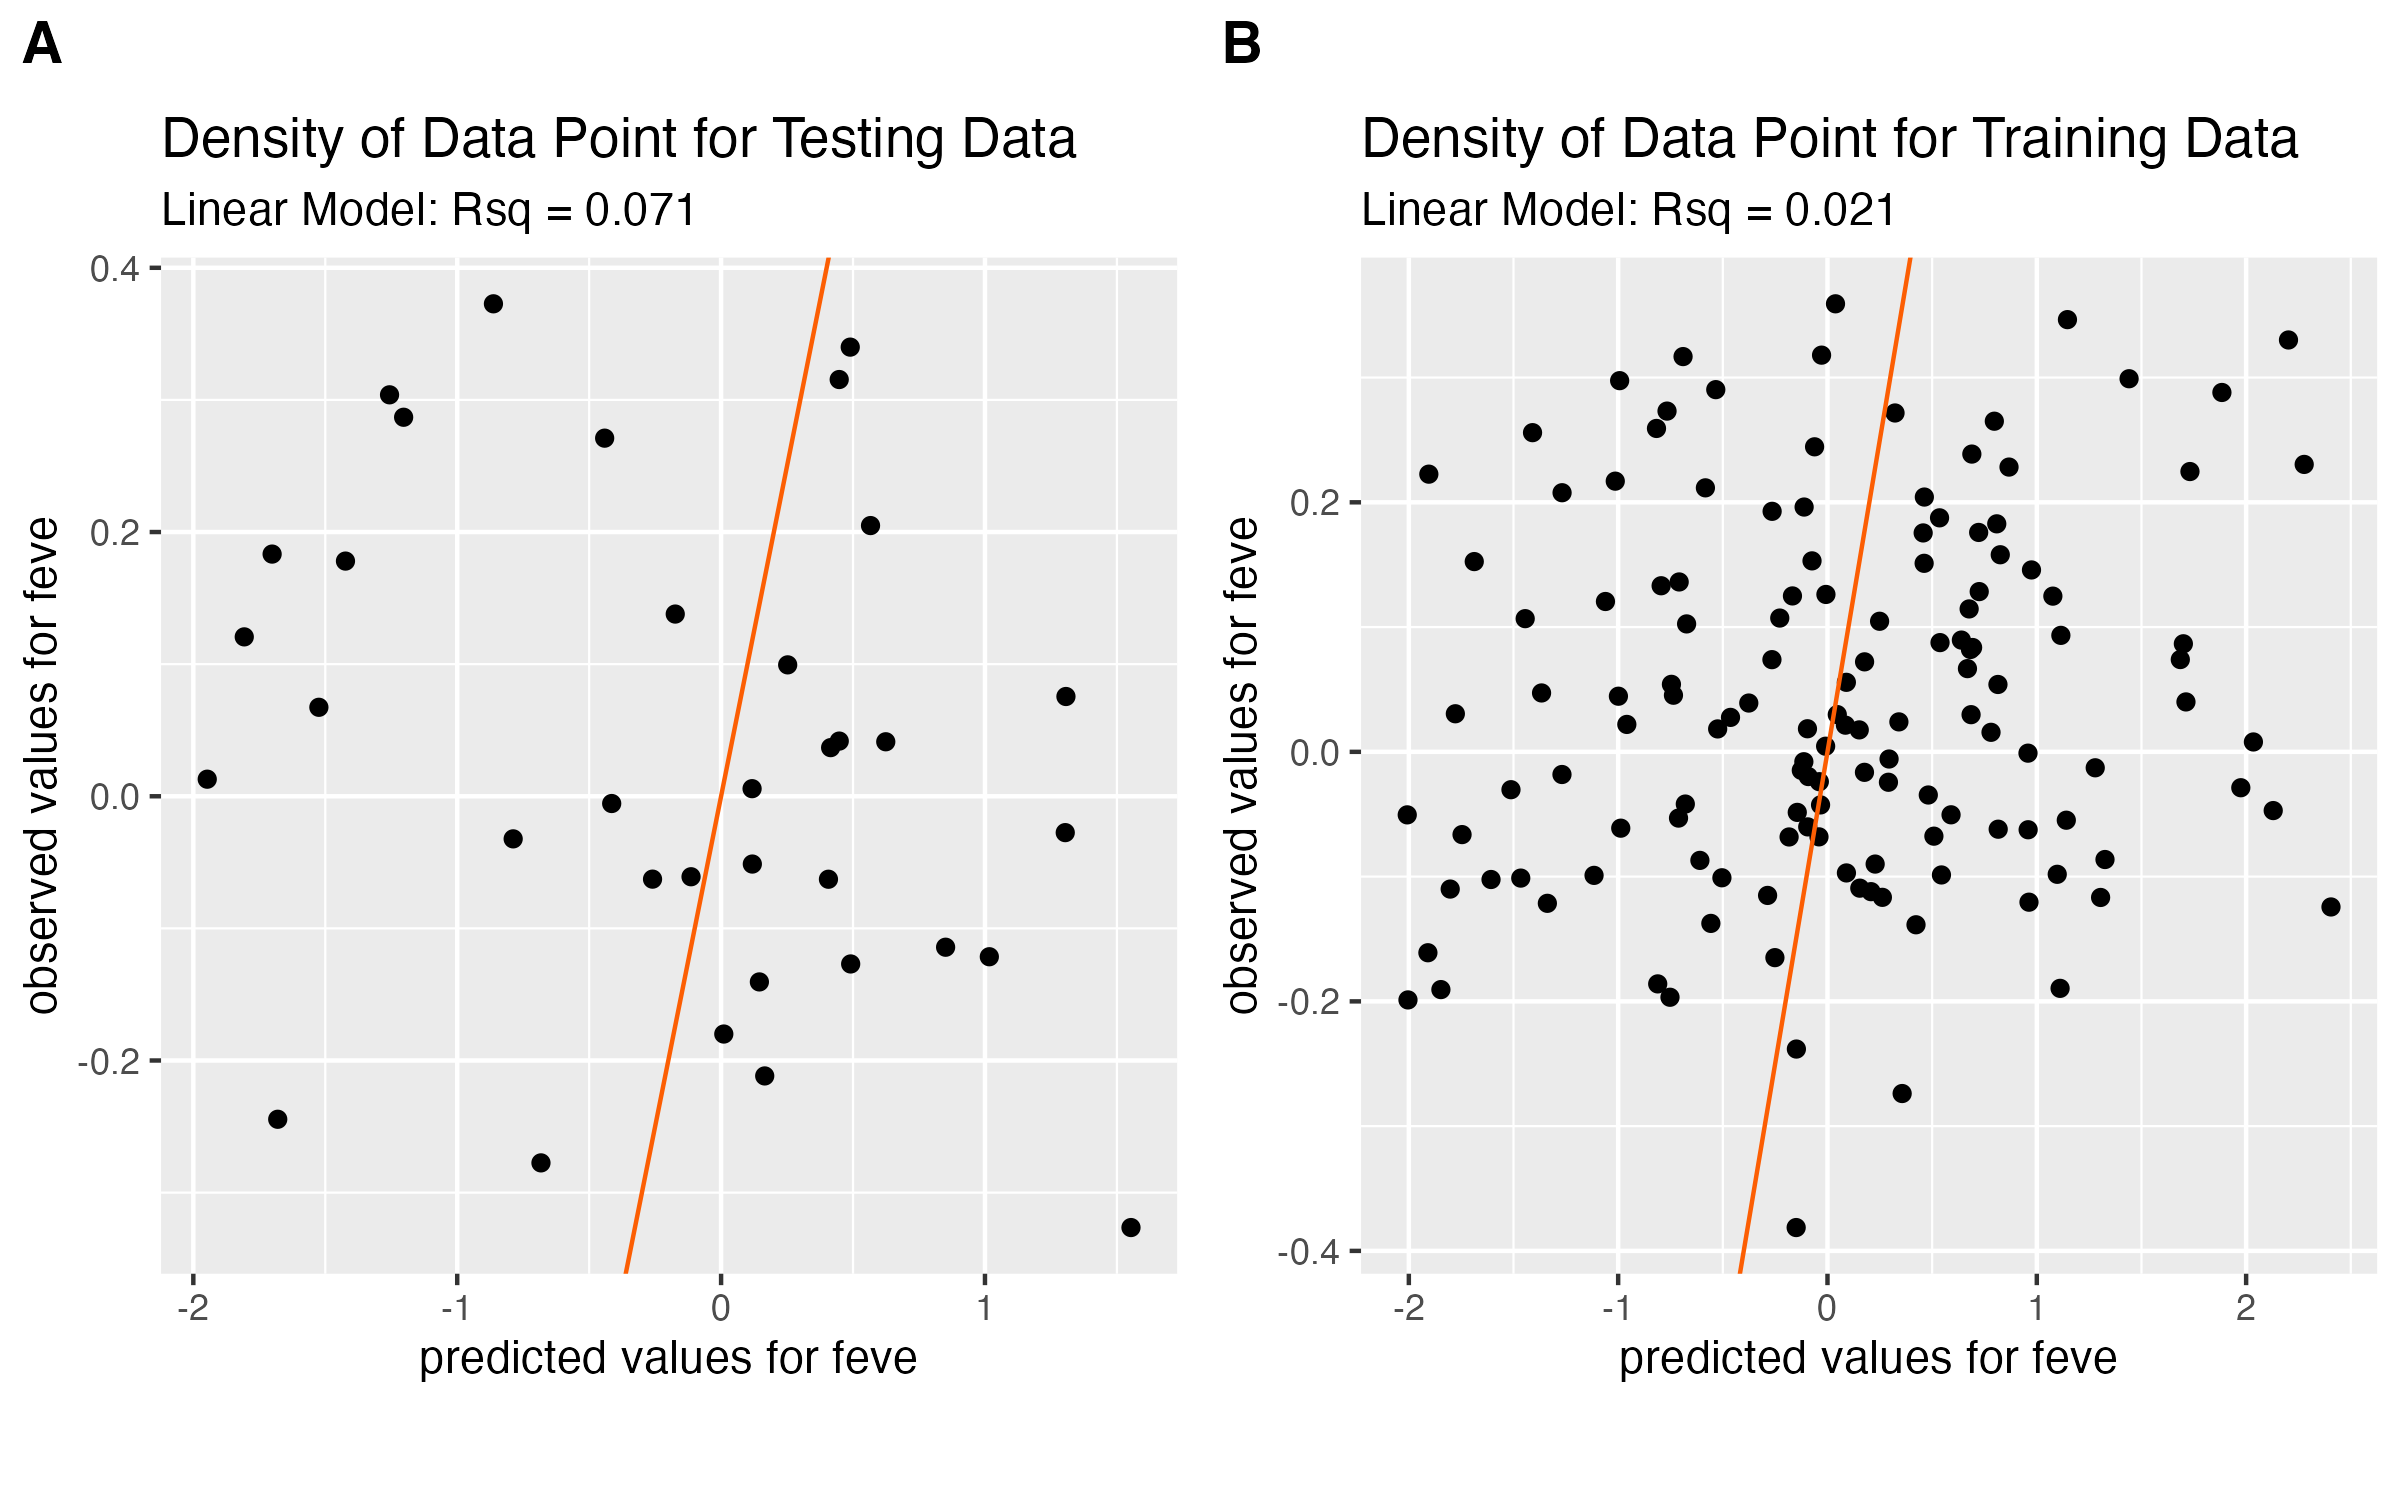 A
Density of Data Point for Testing Data
Linear Model: Rsq = 0.071
0.4
0.2
0.0
-0.2
observed values for feve
-2
-1
0
1
predicted values for feve
B
Density of Data Point for Training Data
Linear Model: Rsq = 0.021
0.2
0.0
-0.2
-0.4
observed values for feve
-2
-1
0
1
2
predicted values for feve